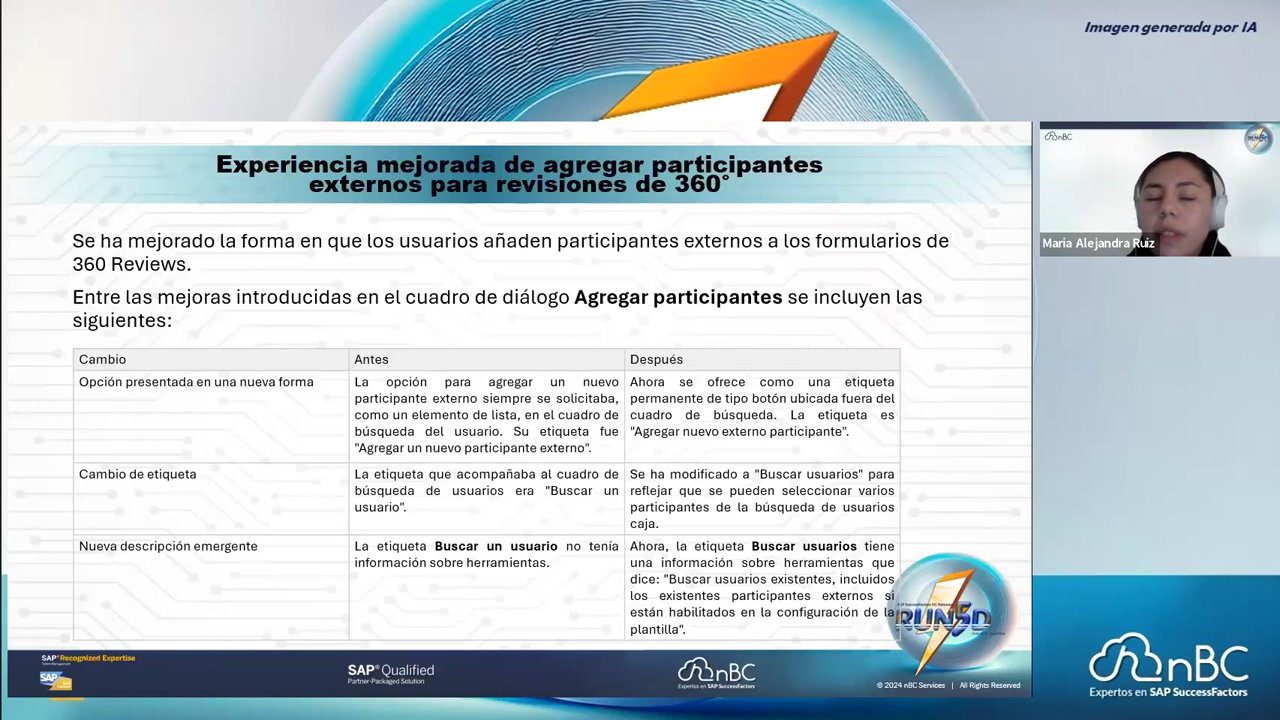 Imagen generada por IA
Experiencia mejorada de agregar participantes
externos para revisiones de 360°
nBC
Maria Alejandra Ruiz
Se ha mejorado la forma en que los usuarios añaden participantes externos a los formularios de
360 Reviews.
Entre las mejoras introducidas en el cuadro de diálogo Agregar participantes se incluyen las
siguientes:
Cambio
Antes
Después
Opción presentada en una nueva forma
La opción para agregar un nuevo
participante externo siempre se solicitaba,
como un elemento de lista, en el cuadro de
búsqueda del usuario. Su etiqueta fue
"Agregar un nuevo participante externo".
Ahora se ofrece como una etiqueta
permanente de tipo botón ubicada fuera del
cuadro de búsqueda. La etiqueta es
"Agregar nuevo externo participante".
Cambio de etiqueta
La etiqueta que acompañaba al cuadro de
búsqueda de usuarios era "Buscar un
usuario".
Se ha modificado a "Buscar usuarios" para
reflejar que se pueden seleccionar varios
participantes de la búsqueda de usuarios
caja.
Nueva descripción emergente
La etiqueta Buscar un usuario no tenía
información sobre herramientas.
Ahora, la etiqueta Buscar usuarios tiene
una información sobre herramientas que
dice: "Buscar usuarios existentes, incluidos
los existentes participantes externos si
están habilitados en la configuración de la
plantilla".
RUN5D
SAP® Recognized Expertise
SAP
SAP® Qualified
Partner-Packaged Solution
nBC
Expertos en SAP SuccessFactors
© 2024 nBC Services | All Rights Reserved
nBC
Expertos en SAP SuccessFactors